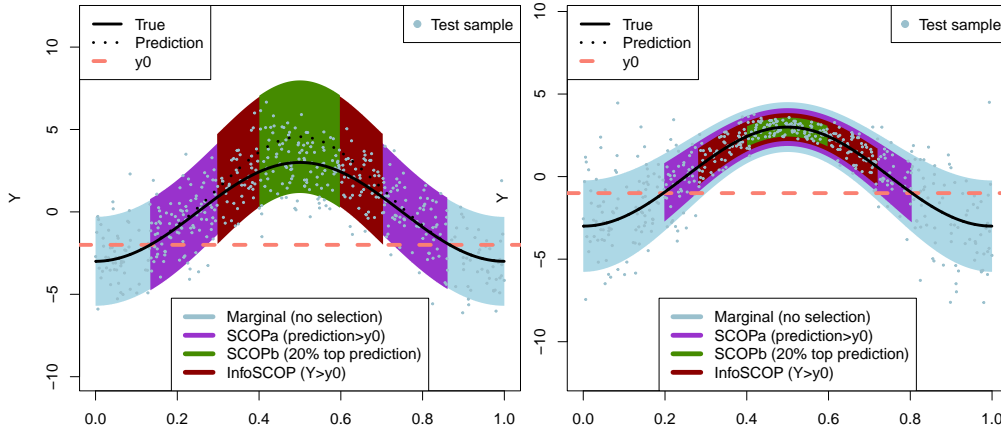 True
Prediction
y0
Test sample
Y
10
5
0
−5
−10
Marginal (no selection)
SCOPa (prediction>y0)
SCOPb (20% top prediction)
InfoSCOP (Y>y0)
0.0 0.2 0.4 0.6 0.8 1.0
True
Prediction
y0
Test sample
Y
10
5
0
−5
−10
Marginal (no selection)
SCOPa (prediction>y0)
SCOPb (20% top prediction)
InfoSCOP (Y>y0)
0.0 0.2 0.4 0.6 0.8 1.0